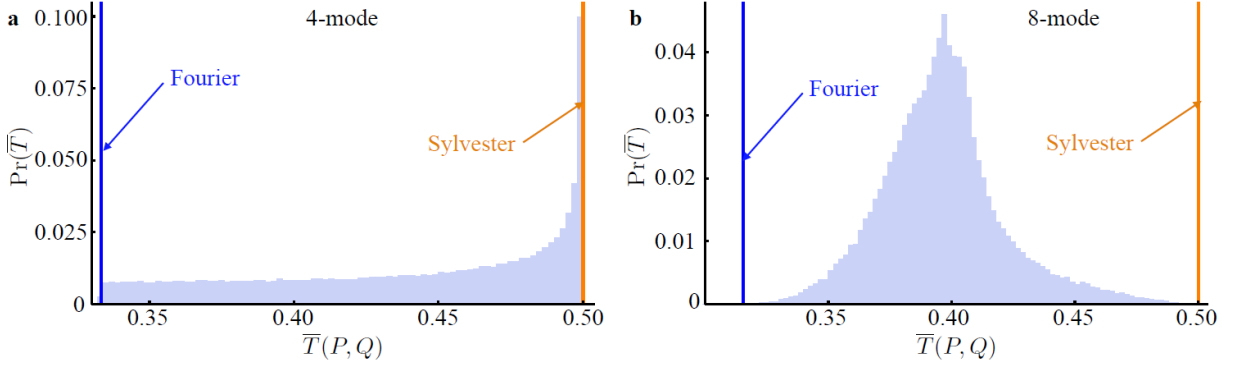 a
4-mode
0.100
0.075
0.050
0.025
0
Pr(T̅)
Fourier
Sylvester
0.35
0.40
0.45
0.50
T̅(P, Q)
b
8-mode
0.04
0.03
0.02
0.01
0
Pr(T̅)
Fourier
Sylvester
0.35
0.40
0.45
0.50
T̅(P, Q)